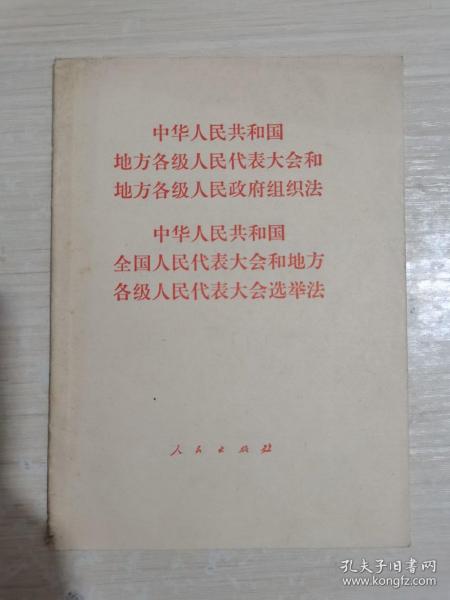 中华人民共和国
地方各级人民代表大会和
地方各级人民政府组织法
中华人民共和国
全国人民代表大会和地方
各级人民代表大会选举法
人民出版社
孔夫子旧书网
www.kongfz.com